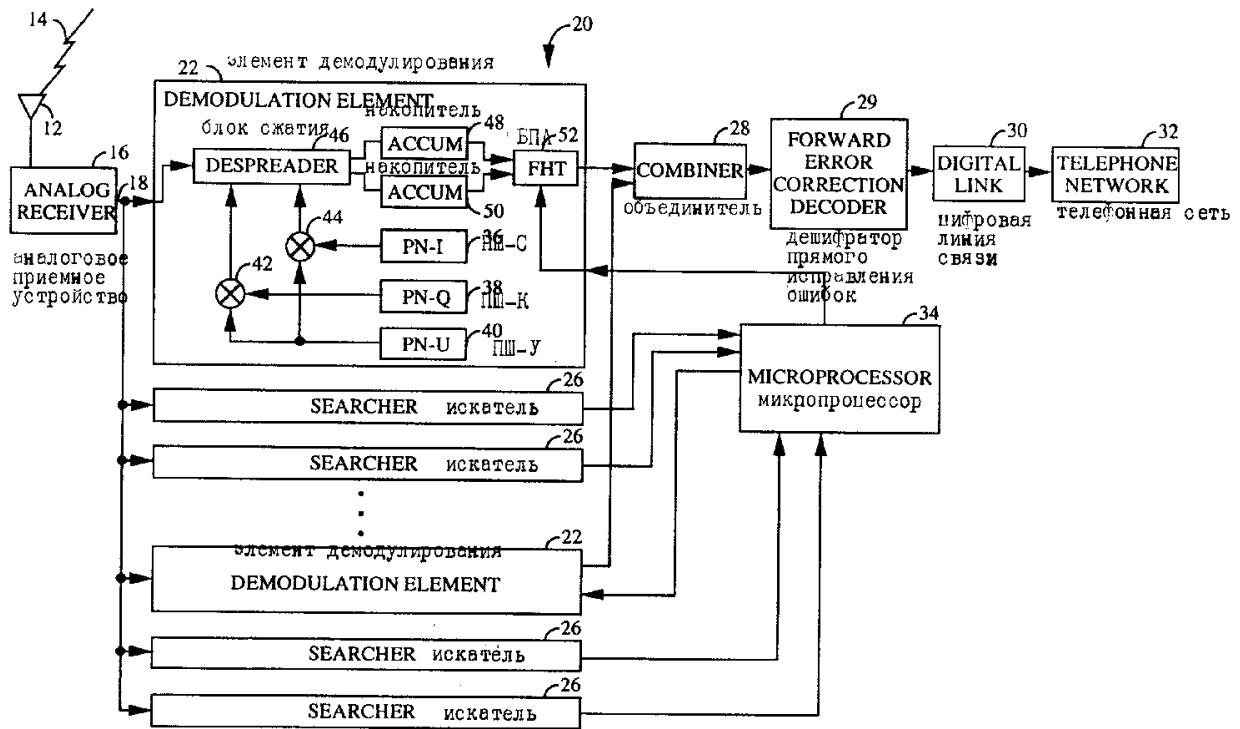 14
20
элемент демодулирования
22
DEMODULATION ELEMENT
12
накопитель
48
блок сжатия
46
ACCUM
БПА
52
28
29
30
32
16
DESPREADER
накопитель
FHT
COMBINER
FORWARD
ERROR
CORRECTION
DECODER
DIGITAL
LINK
TELEPHONE
NETWORK
ANALOG
RECEIVER
18
ACCUM
50
объединитель
цифровая
линия
связи
телефонная сеть
44
PN-I
36
ПШ-С
дешифратор
прямого
исправления
ошибок
аналоговое
приемное
устройство
42
PN-Q
38
ПШ-К
34
PN-U
40
ПШ-У
MICROPROCESSOR
микропроцессор
26
SEARCHER искатель
26
SEARCHER искатель
элемент демодулирования
22
DEMODULATION ELEMENT
26
SEARCHER искатель
26
SEARCHER искатель